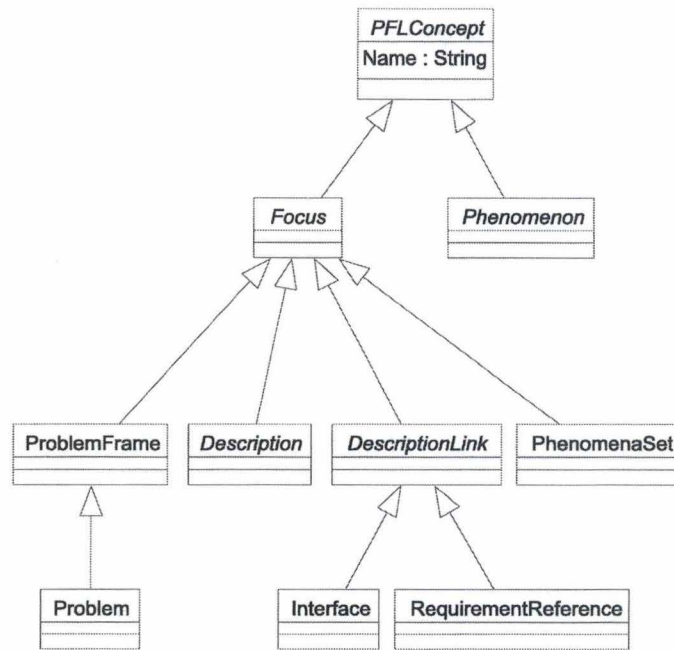 PFLConcept
Name : String
Focus
Phenomenon
ProblemFrame
Description
DescriptionLink
PhenomenaSet
Problem
Interface
RequirementReference